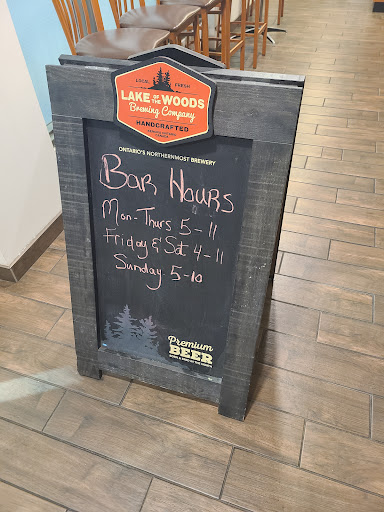 LOCAL FRESH
LAKE OF THE WOODS
Brewing Company
HANDCRAFTED
ONTARIO'S NORTHERNMOST BREWERY
BAR HOURS
Mon-Thurs 5-11
Friday & Sat 4-11
Sunday 5-10
Premium
BEER